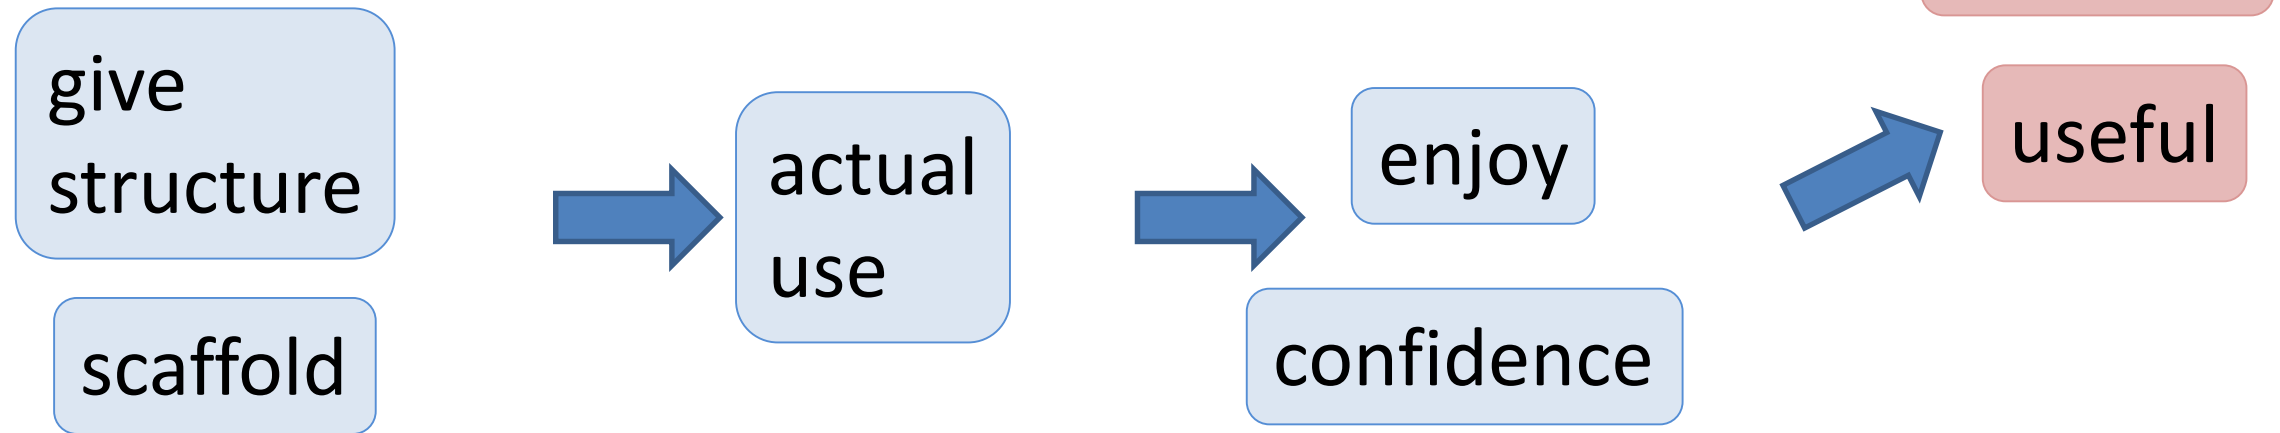 give
structure
scaffold
actual
use
enjoy
confidence
useful